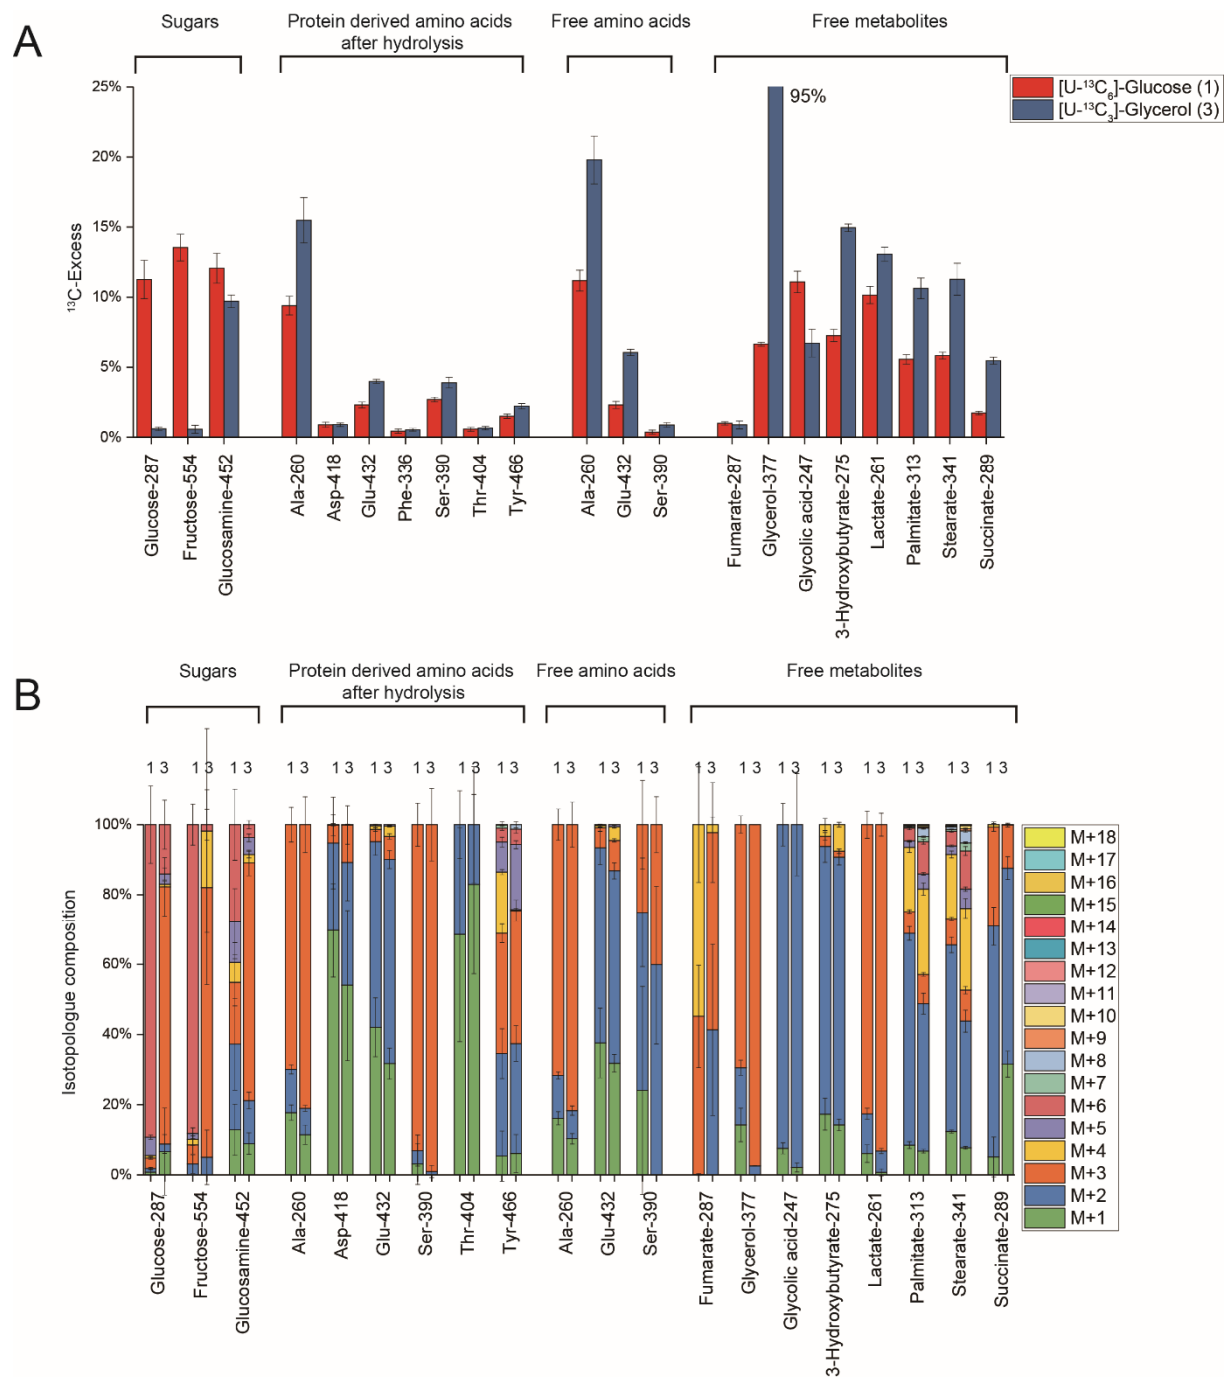 A
Sugars
Protein derived amino acids
after hydrolysis
Free amino acids
Free metabolites
[U-¹³C₆]-Glucose (1)
[U-¹³C₃]-Glycerol (3)
95%
¹³C-Excess
25%
20%
15%
10%
5%
0%
Glucose-287
Fructose-554
Glucosamine-452
Ala-260
Asp-418
Glu-432
Phe-336
Ser-390
Thr-404
Tyr-466
Ala-260
Glu-432
Ser-390
Fumarate-287
Glycerol-377
Glycolic acid-247
3-Hydroxybutyrate-275
Lactate-261
Palmitate-313
Stearate-341
Succinate-289
B
Sugars
Protein derived amino acids
after hydrolysis
Free amino acids
Free metabolites
1 3 1 3 1 3 1 3 1 3 1 3 1 3 1 3 1 3 1 3 1 3 1 3 1 3 1 3 1 3 1 3 1 3 1 3 1 3 1 3
Isotopologue composition
100%
80%
60%
40%
20%
0%
M+18
M+17
M+16
M+15
M+14
M+13
M+12
M+11
M+10
M+9
M+8
M+7
M+6
M+5
M+4
M+3
M+2
M+1
Glucose-287
Fructose-554
Glucosamine-452
Ala-260
Asp-418
Glu-432
Ser-390
Thr-404
Tyr-466
Ala-260
Glu-432
Ser-390
Fumarate-287
Glycerol-377
Glycolic acid-247
3-Hydroxybutyrate-275
Lactate-261
Palmitate-313
Stearate-341
Succinate-289